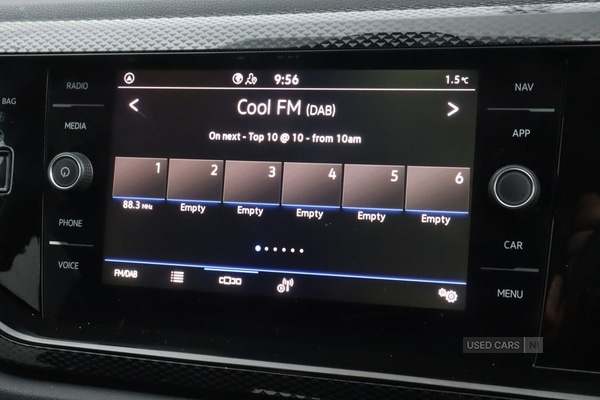 RADIO
9:56
1.5°C
NAV
BAG
MEDIA
< Cool FM (DAB) >
APP
On next - Top 10 @ 10 - from 10am
1 2 3 4 5 6
88.3 MHz Empty Empty Empty Empty Empty
PHONE
CAR
VOICE
FM/DAB
MENU
USED CARS NI